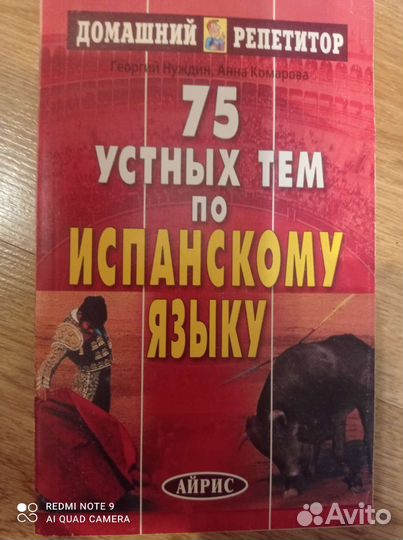 ДОМАШНИЙ РЕПЕТИТОР
Георгий Нуждин, Анна Комарова
75
УСТНЫХ ТЕМ
ПО
ИСПАНСКОМУ
ЯЗЫКУ
АЙРИС
REDMI NOTE 9
AI QUAD CAMERA
Avito